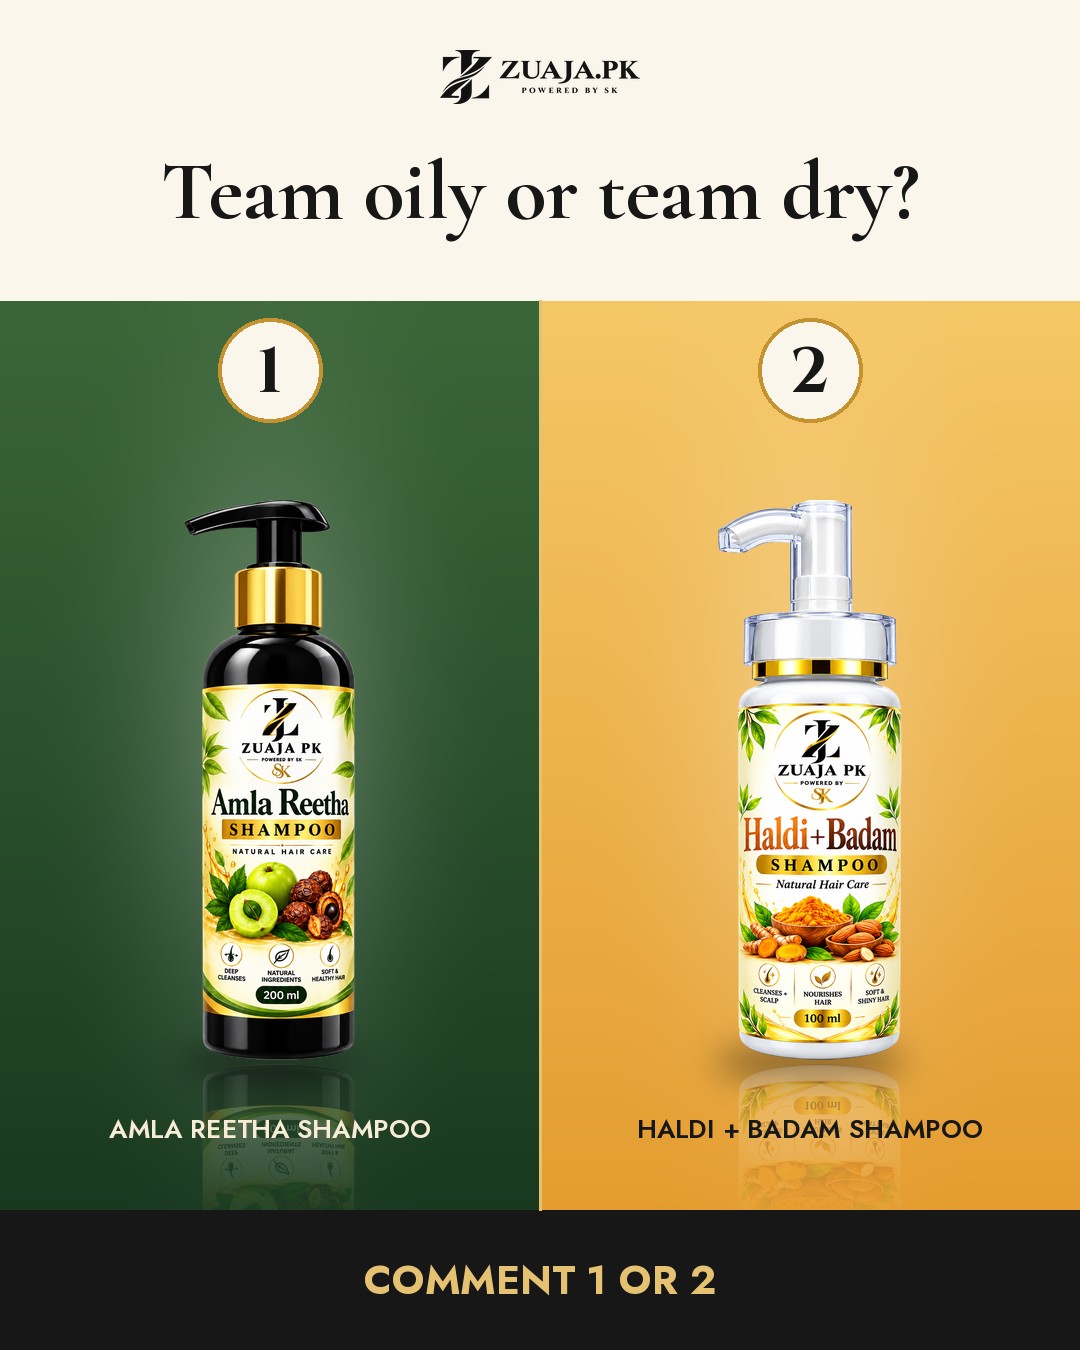 ZUAJA.PK
POWERED BY SK
Team oily or team dry?
1
2
ZUAJA PK
POWERED BY SK
SK
Amla Reetha
SHAMPOO
NATURAL HAIR CARE
DEEP
CLEANSES
NATURAL
INGREDIENTS
SOFT &
HEALTHY HAIR
200 ml
ZUAJA PK
POWERED BY
SK
Haldi+Badam
SHAMPOO
Natural Hair Care
CLEANSES +
SCALP
NOURISHES
HAIR
SOFT &
SHINY HAIR
100 ml
AMLA REETHA SHAMPOO
HALDI + BADAM SHAMPOO
COMMENT 1 OR 2